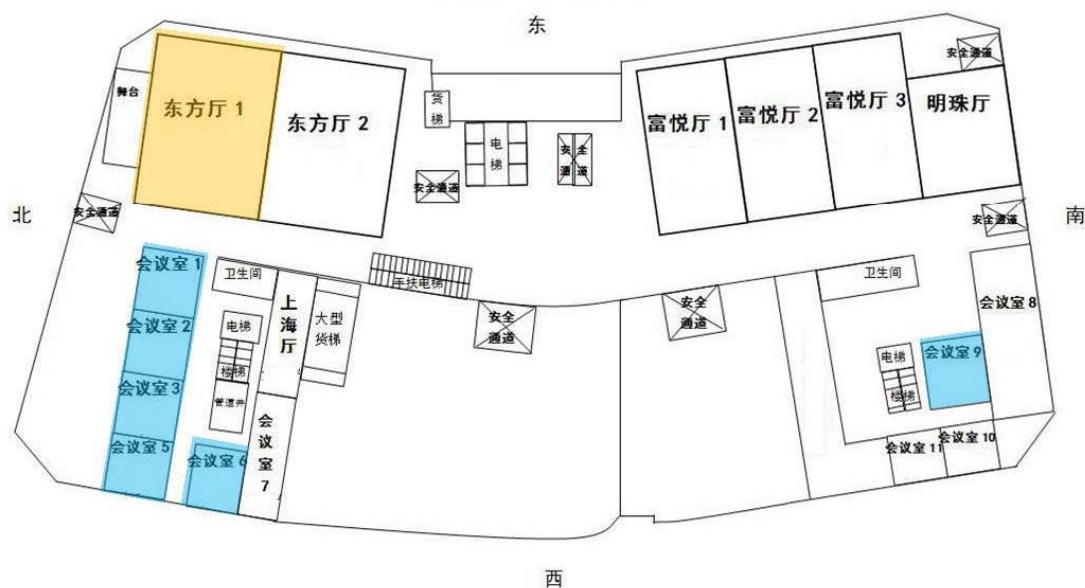 东
安全通道
舞台
东方厅 1
东方厅 2
货梯
电梯
安全通道
富悦厅 1
富悦厅 2
富悦厅 3
明珠厅
安全通道
北
安全通道
安全通道
南
会议室 1
卫生间
手扶电梯
卫生间
上海厅
大型货梯
安全通道
安全通道
会议室 8
会议室 2
电梯
楼梯
电梯
楼梯
会议室 9
会议室 3
管道井
会议室 5
会议室 6
会议室 7
会议室 11
会议室 10
西